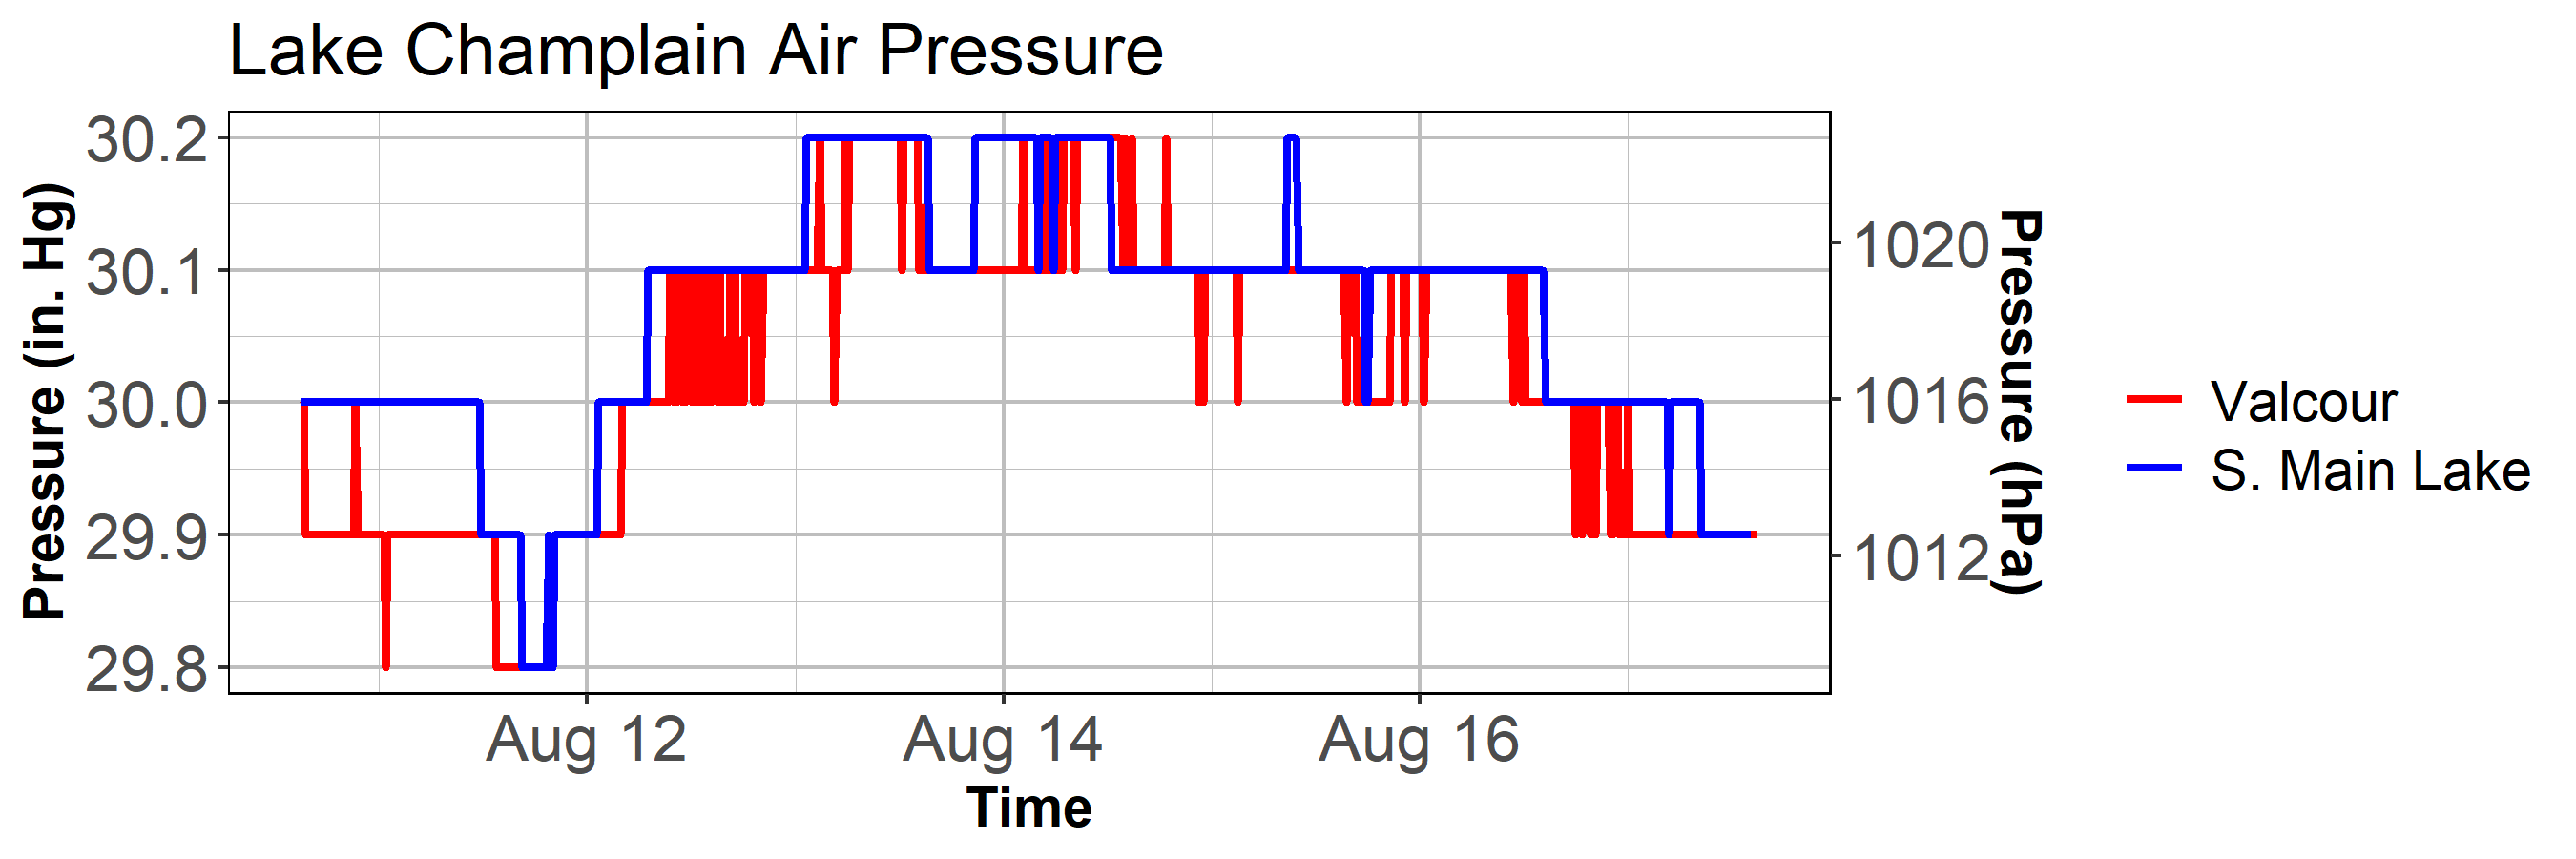 Lake Champlain Air Pressure
Pressure (in. Hg)
30.2
30.1
30.0
29.9
29.8
1020
1016
1012
Pressure (hPa)
Aug 12
Aug 14
Aug 16
Time
Valcour
S. Main Lake